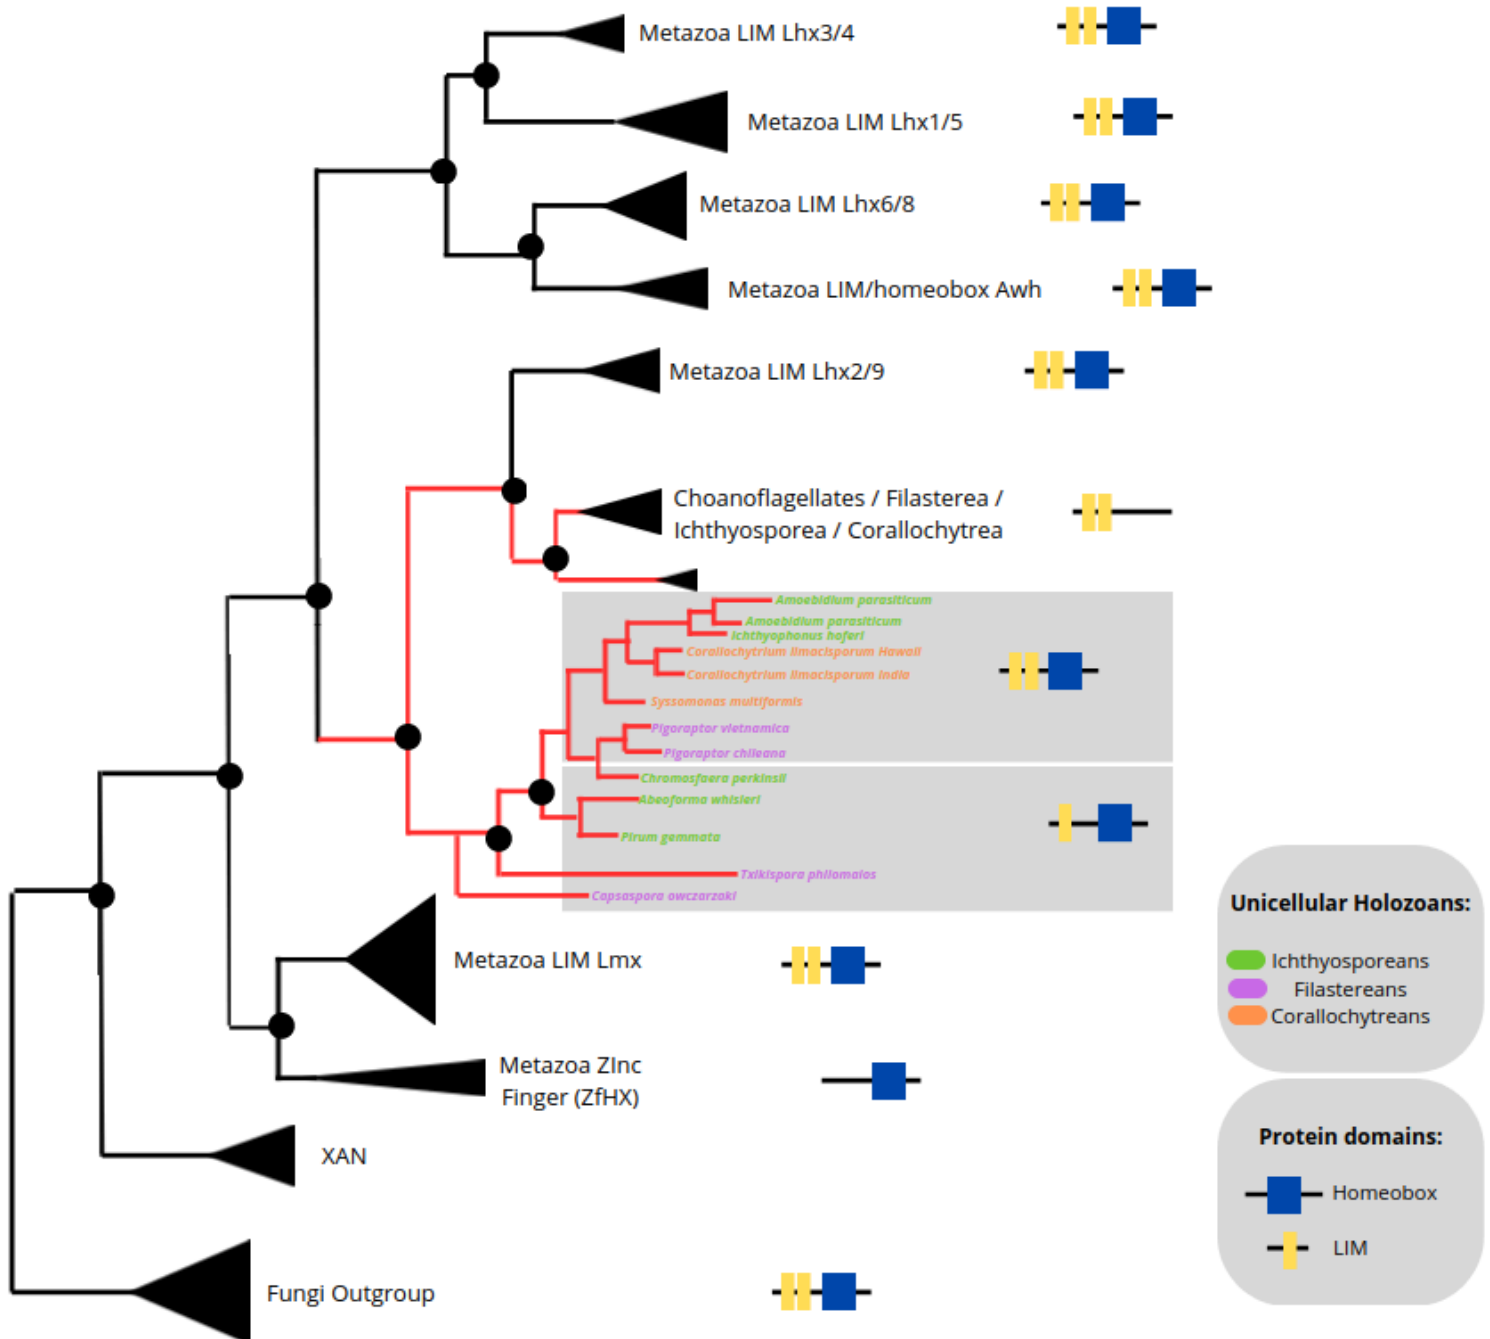 Metazoa LIM Lhx3/4
Metazoa LIM Lhx1/5
Metazoa LIM Lhx6/8
Metazoa LIM/homeobox Awh
Metazoa LIM Lhx2/9
Choanoflagellates / Filasterea /
Ichthyosporea / Corallochytrea
Amoebidium parasiticum
Amoebidium parasiticum
Ichthyophonus hoferi
Corallochytrium limacisporum Hawaii
Corallochytrium limacisporum India
Syssomonas multiformis
Pigoraptor vietnamica
Pigoraptor chileana
Chromosfaera perkinsii
Abeoforma whisleri
Pirum gemmata
Txikispora philomaios
Capsaspora owczarzaki
Metazoa LIM Lmx
Metazoa ZInc
Finger (ZfHX)
XAN
Fungi Outgroup
Unicellular Holozoans:
Ichthyosporeans
Filastereans
Corallochytreans
Protein domains:
Homeobox
LIM